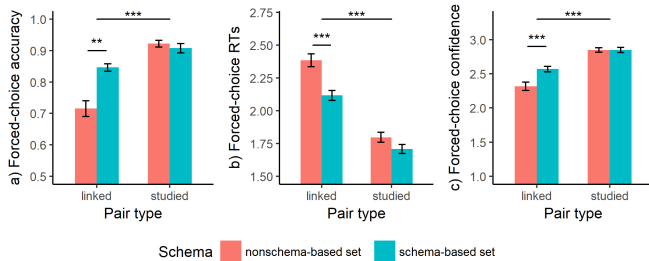 a) Forced-choice accuracy
1.0
0.9
0.8
0.7
0.6
0.5
**
***
linked
studied
Pair type
b) Forced-choice RTs
2.75
2.50
2.25
2.00
1.75
1.50
***
***
linked
studied
Pair type
c) Forced-choice confidence
3.0
2.5
2.0
1.5
1.0
***
***
linked
studied
Pair type
Schema
nonschema-based set
schema-based set